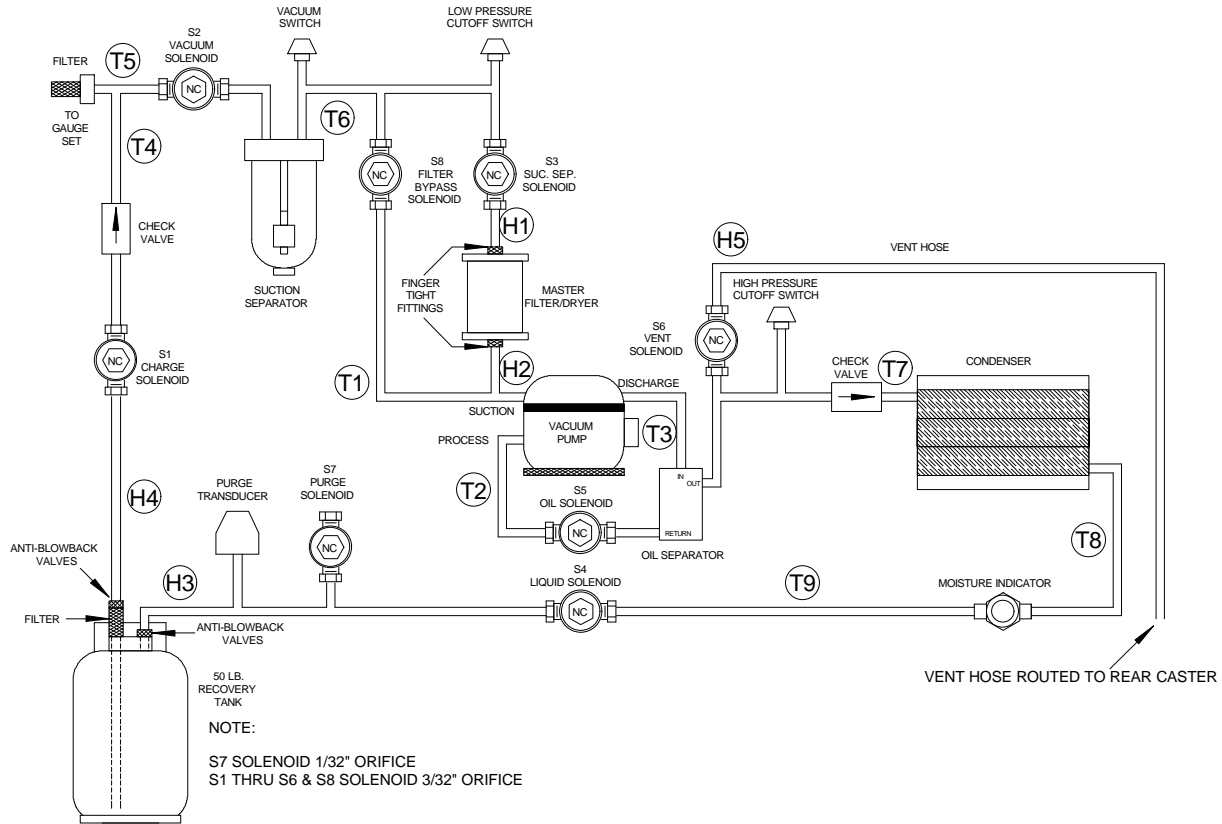 VACUUM
SWITCH
LOW PRESSURE
CUTOFF SWITCH
S2
VACUUM
SOLENOID
FILTER
T5
NC
TO
GAUGE
SET
T4
T6
S8
FILTER
BYPASS
SOLENOID
NC
S3
SUC. SEP.
SOLENOID
NC
CHECK
VALVE
H1
H5
VENT HOSE
SUCTION
SEPARATOR
FINGER
TIGHT
FITTINGS
MASTER
FILTER/DRYER
HIGH PRESSURE
CUTOFF SWITCH
S1
CHARGE
SOLENOID
NC
S6
VENT
SOLENOID
NC
H2
T1
CHECK
VALVE
T7
CONDENSER
DISCHARGE
SUCTION
VACUUM
PUMP
T3
PROCESS
T2
S7
PURGE
SOLENOID
NC
PURGE
TRANSDUCER
H4
S5
OIL SOLENOID
NC
IN
OUT
RETURN
OIL SEPARATOR
T8
ANTI-BLOWBACK
VALVES
H3
S4
LIQUID SOLENOID
NC
T9
MOISTURE INDICATOR
FILTER
ANTI-BLOWBACK
VALVES
50 LB.
RECOVERY
TANK
VENT HOSE ROUTED TO REAR CASTER
NOTE:
S7 SOLENOID 1/32" ORIFICE
S1 THRU S6 & S8 SOLENOID 3/32" ORIFICE